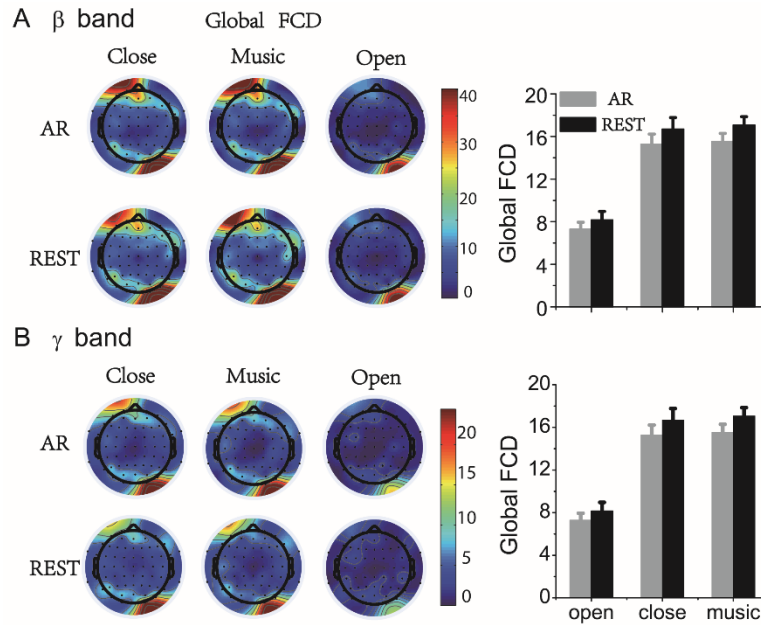 A β band Global FCD
Close Music Open
AR
REST
40
30
20
10
0
Global FCD
20
16
12
8
4
0
AR
REST
B γ band
Close Music Open
AR
REST
20
15
10
5
0
Global FCD
20
16
12
8
4
0
open close music